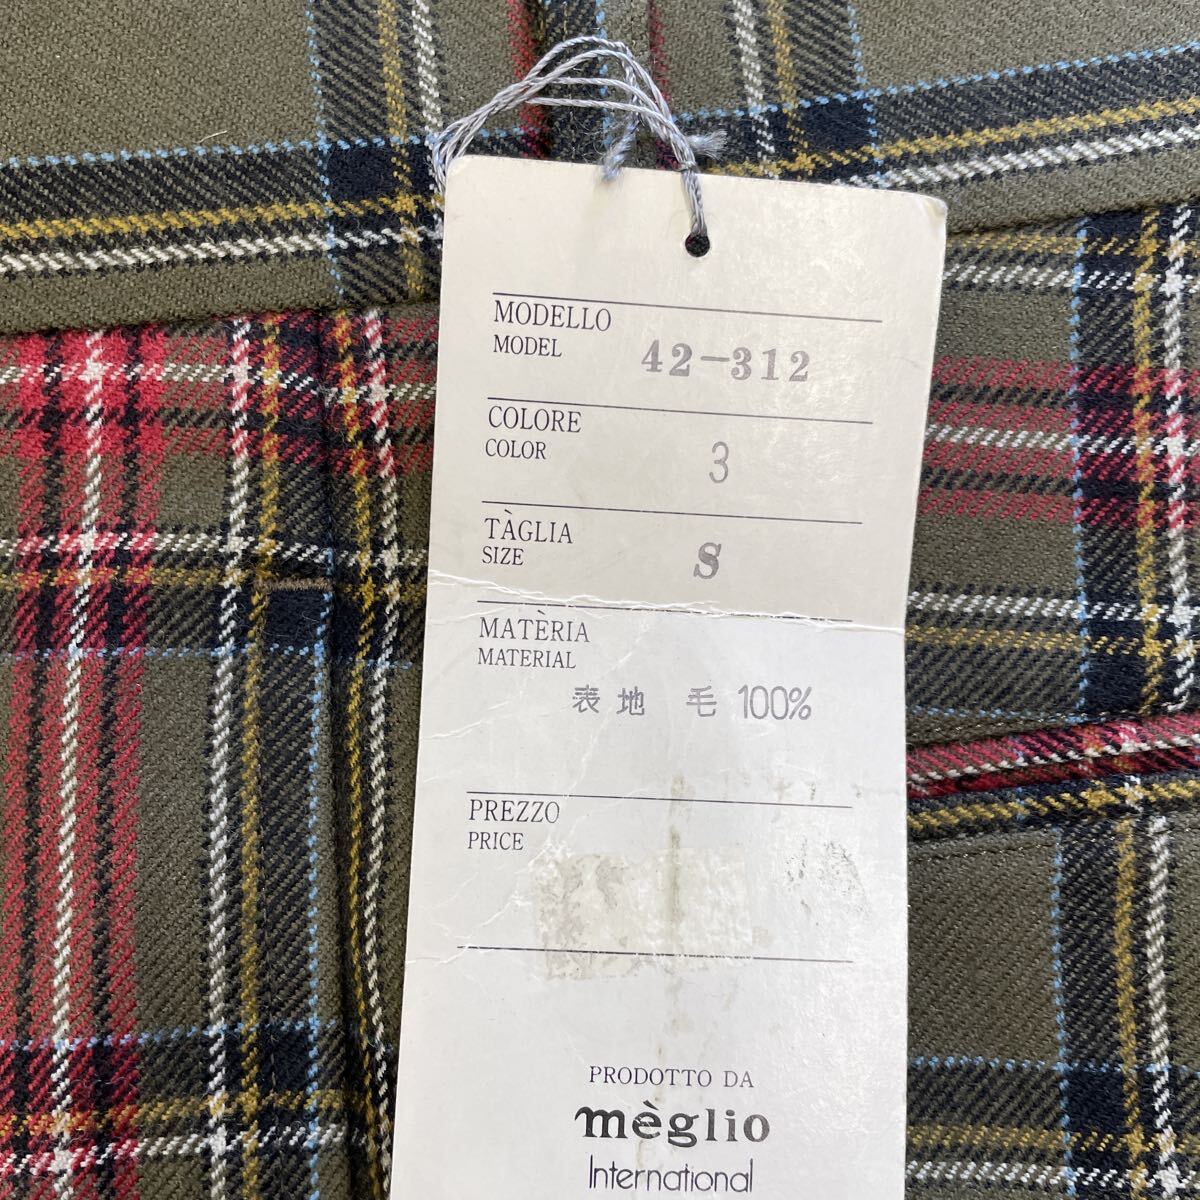 MODELLO
MODEL
42-312
COLORE
COLOR
3
TÀGLIA
SIZE
S
MATÈRIA
MATERIAL
表地 毛 100%
PREZZO
PRICE
PRODOTTO DA
mèglio
International